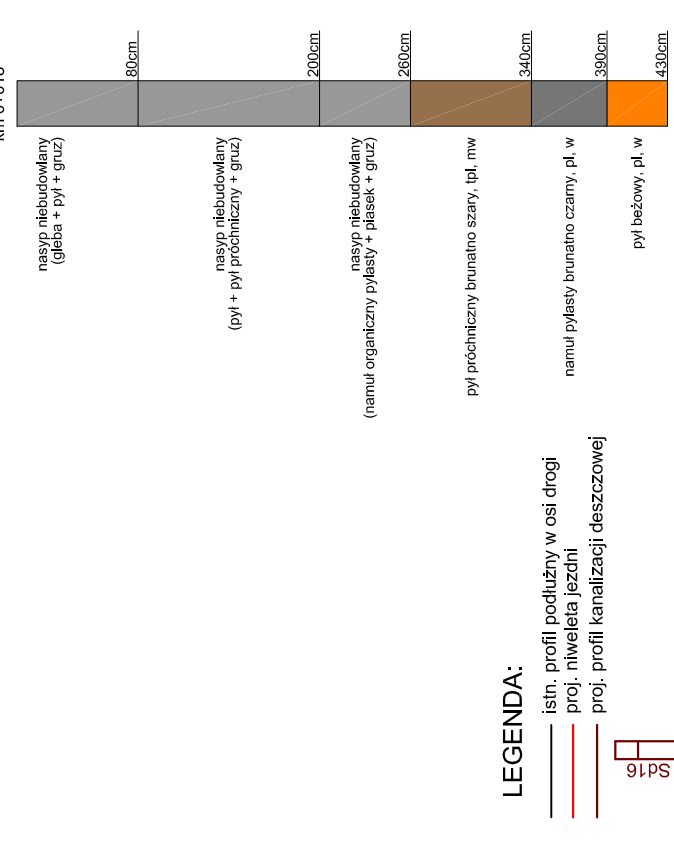 80cm
nasyp niebudowlany
(gleba + pył + gruz)
200cm
nasyp niebudowlany
(pył + pył próchniczny + gruz)
260cm
nasyp niebudowlany
(namuł organiczny pylasty + piasek + gruz)
340cm
pył próchniczny brunatno szary, tpl, mw
390cm
namuł pylasty brunatno czarny, pl, w
430cm
pył beżowy, pl, w
LEGENDA:
istn. profil podłużny w osi drogi
proj. niweleta jezdni
proj. profil kanalizacji deszczowej
Sd16